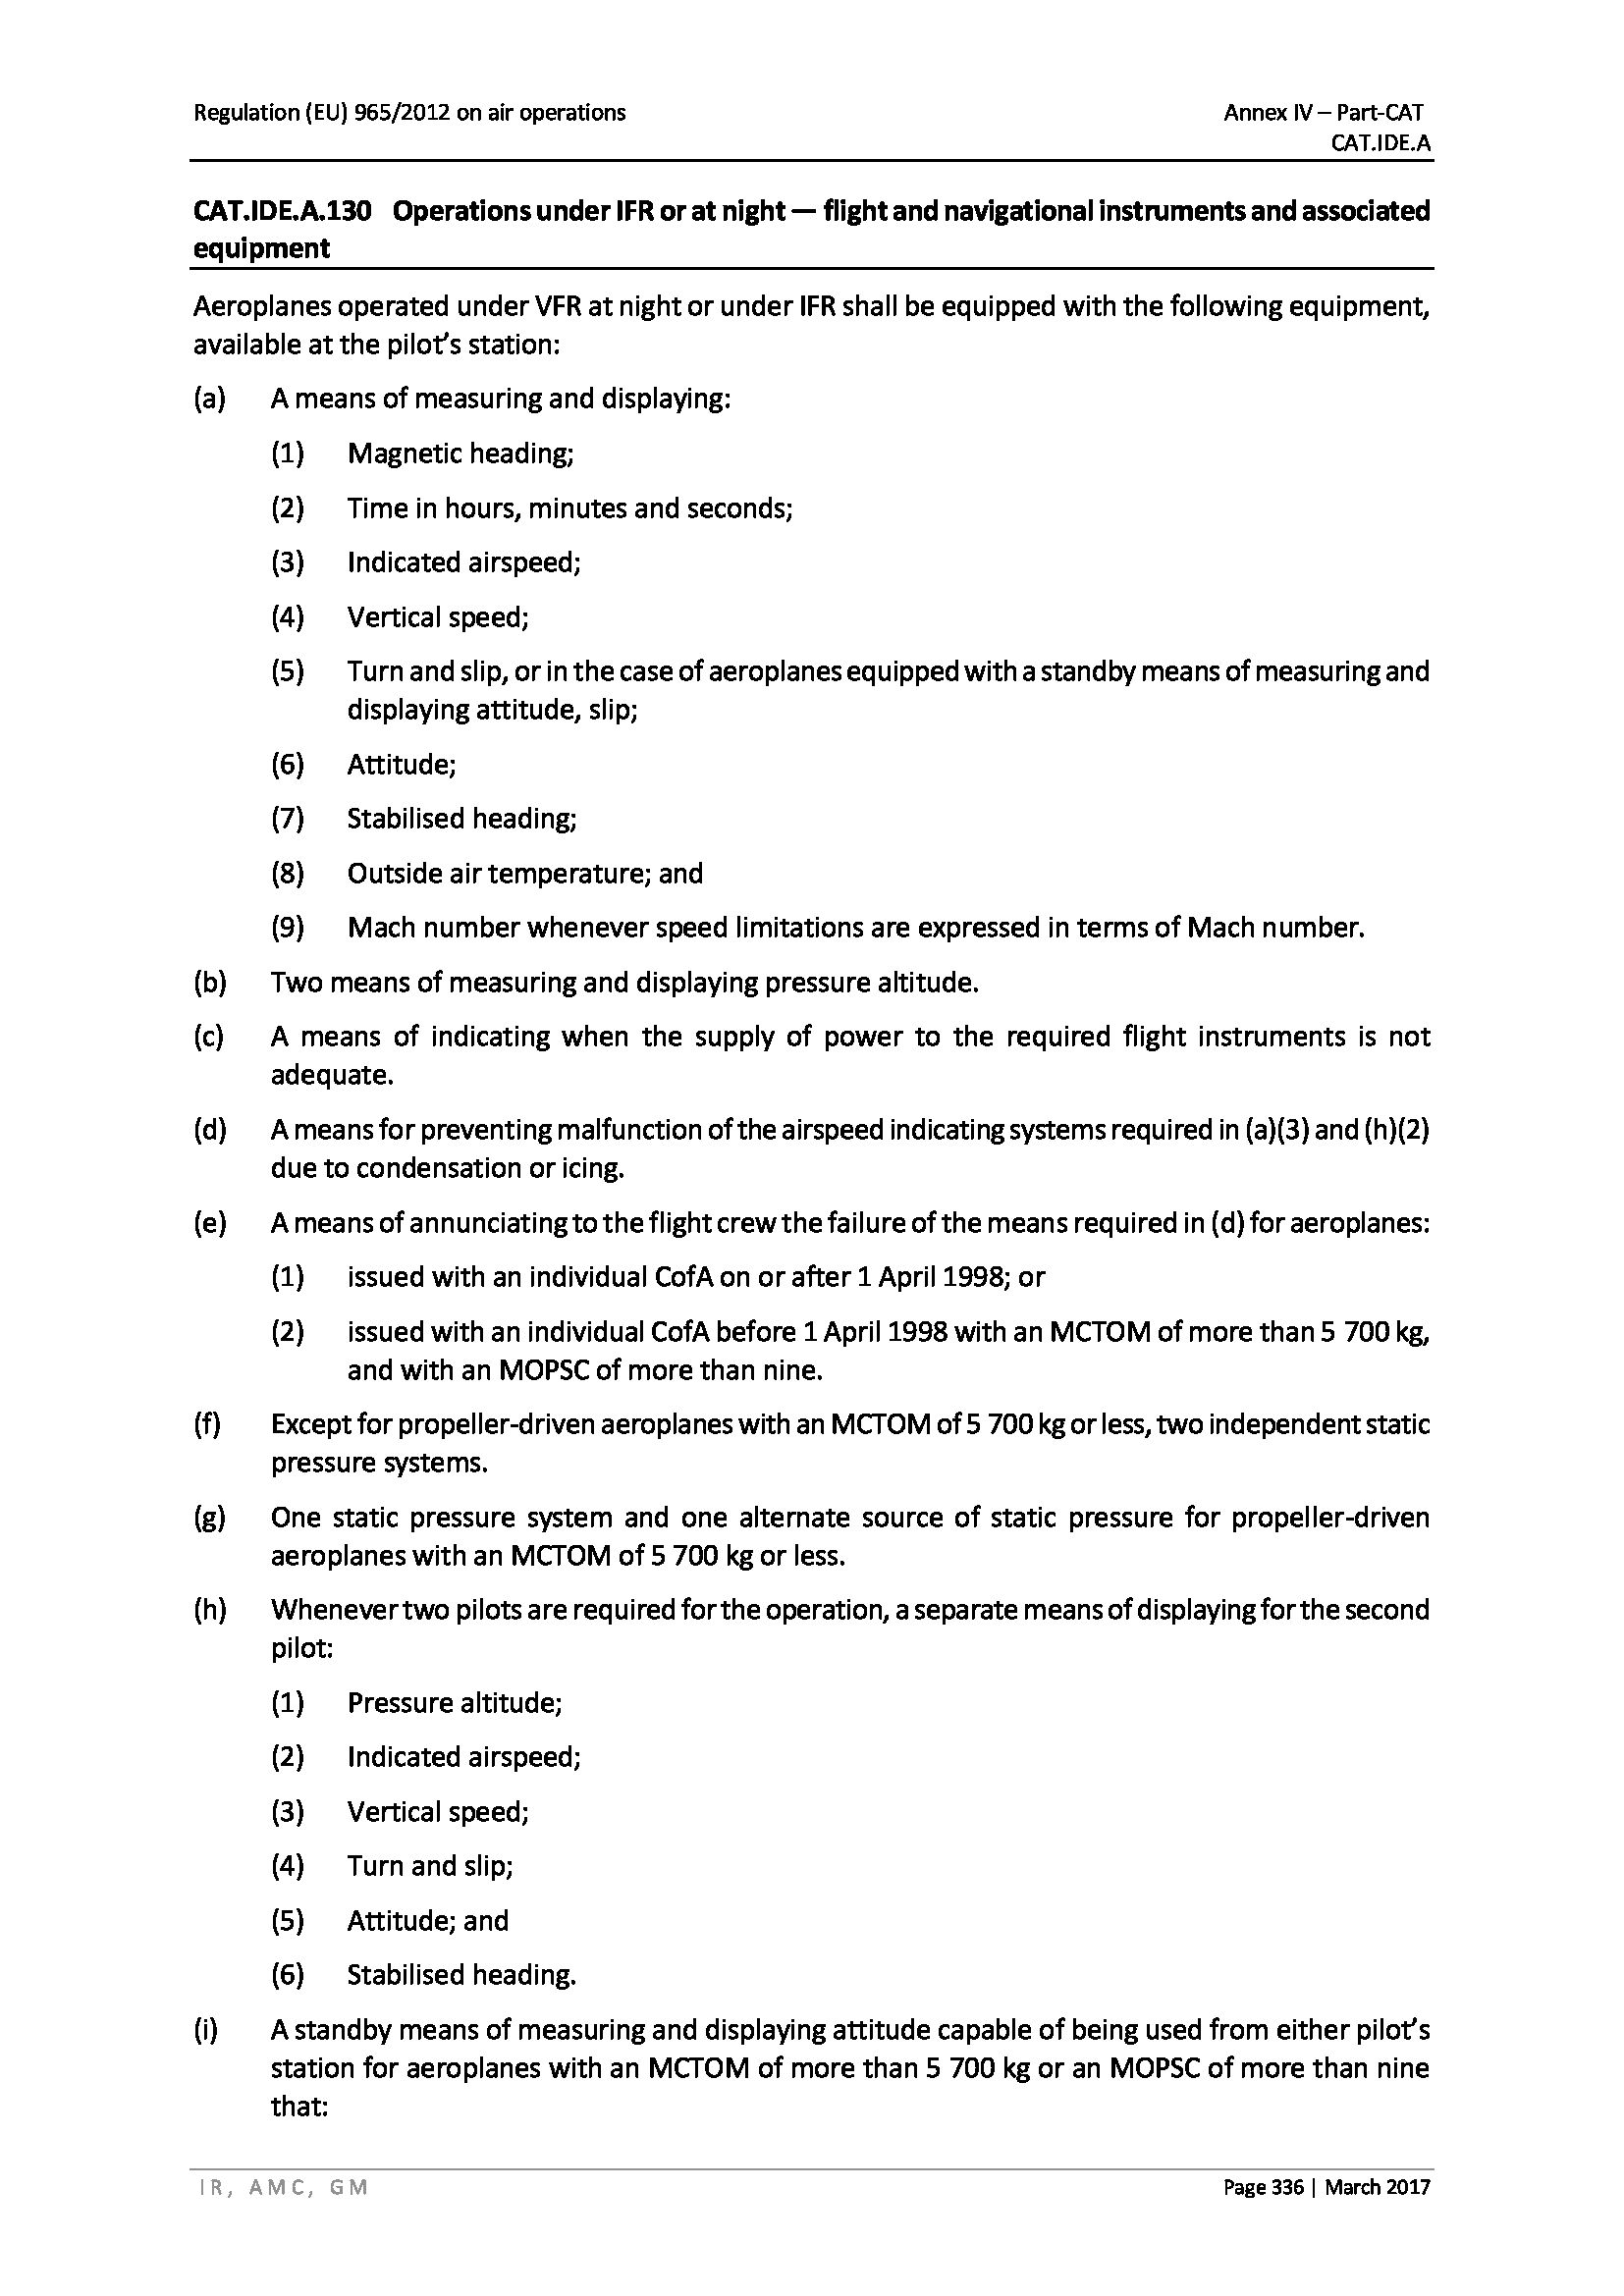 Regulation (EU) 965/2012 on air operations
Annex IV – Part-CAT
CAT.IDE.A
CAT.IDE.A.130 Operations under IFR or at night — flight and navigational instruments and associated
equipment
Aeroplanes operated under VFR at night or under IFR shall be equipped with the following equipment,
available at the pilot's station:
(a) A means of measuring and displaying:
(1) Magnetic heading;
(2) Time in hours, minutes and seconds;
(3) Indicated airspeed;
(4) Vertical speed;
(5) Turn and slip, or in the case of aeroplanes equipped with a standby means of measuring and
displaying attitude, slip;
(6) Attitude;
(7) Stabilised heading;
(8) Outside air temperature; and
(9) Mach number whenever speed limitations are expressed in terms of Mach number.
(b) Two means of measuring and displaying pressure altitude.
(c) A means of indicating when the supply of power to the required flight instruments is not
adequate.
(d) A means for preventing malfunction of the airspeed indicating systems required in (a)(3) and (h)(2)
due to condensation or icing.
(e) A means of annunciating to the flight crew the failure of the means required in (d) for aeroplanes:
(1) issued with an individual CofA on or after 1 April 1998; or
(2) issued with an individual CofA before 1 April 1998 with an MCTOM of more than 5 700 kg,
and with an MOPSC of more than nine.
(f) Except for propeller-driven aeroplanes with an MCTOM of 5 700 kg or less, two independent static
pressure systems.
(g) One static pressure system and one alternate source of static pressure for propeller-driven
aeroplanes with an MCTOM of 5 700 kg or less.
(h) Whenever two pilots are required for the operation, a separate means of displaying for the second
pilot:
(1) Pressure altitude;
(2) Indicated airspeed;
(3) Vertical speed;
(4) Turn and slip;
(5) Attitude; and
(6) Stabilised heading.
(i) A standby means of measuring and displaying attitude capable of being used from either pilot's
station for aeroplanes with an MCTOM of more than 5 700 kg or an MOPSC of more than nine
that:
IR, AMC, GM
Page 336 | March 2017